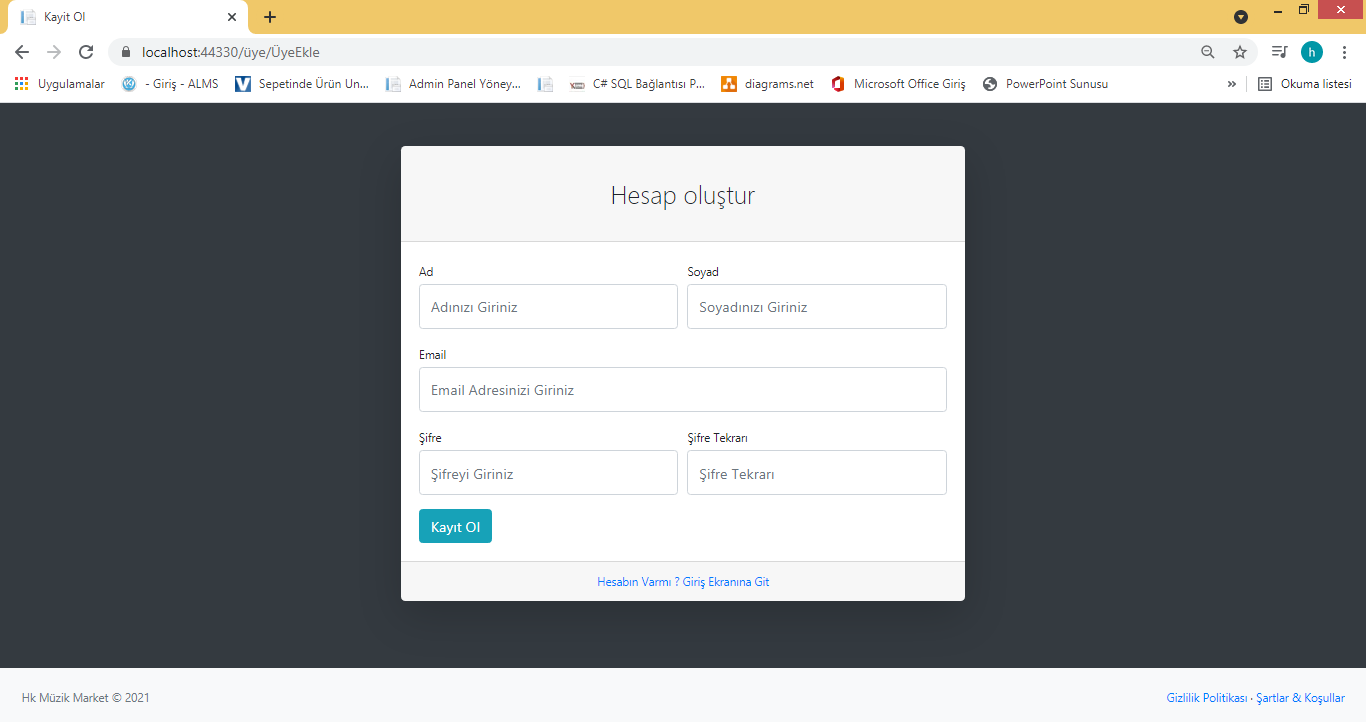 Kayit Ol
localhost:44330/üye/ÜyeEkle
h
Uygulamalar - Giriş - ALMS Sepetinde Ürün Un... Admin Panel Yöney... C# SQL Bağlantısı P... diagrams.net Microsoft Office Giriş PowerPoint Sunusu » Okuma listesi
Hesap oluştur
Ad Soyad
Adınızı Giriniz Soyadınızı Giriniz
Email
Email Adresinizi Giriniz
Şifre Şifre Tekrarı
Şifreyi Giriniz Şifre Tekrarı
Kayıt Ol
Hesabın Varmı ? Giriş Ekranına Git
Hk Müzik Market © 2021 Gizlilik Politikası · Şartlar & Koşullar